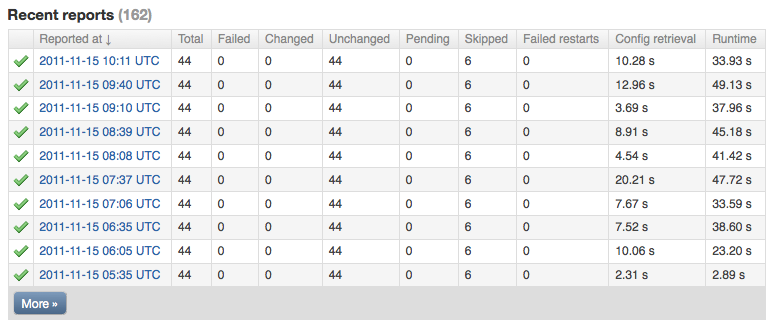 Recent reports (162)
Reported at ↓ Total Failed Changed Unchanged Pending Skipped Failed restarts Config retrieval Runtime
2011-11-15 10:11 UTC 44 0 0 44 0 6 0 10.28 s 33.93 s
2011-11-15 09:40 UTC 44 0 0 44 0 6 0 12.96 s 49.13 s
2011-11-15 09:10 UTC 44 0 0 44 0 6 0 3.69 s 37.96 s
2011-11-15 08:39 UTC 44 0 0 44 0 6 0 8.91 s 45.18 s
2011-11-15 08:08 UTC 44 0 0 44 0 6 0 4.54 s 41.42 s
2011-11-15 07:37 UTC 44 0 0 44 0 6 0 20.21 s 47.72 s
2011-11-15 07:06 UTC 44 0 0 44 0 6 0 7.67 s 33.59 s
2011-11-15 06:35 UTC 44 0 0 44 0 6 0 7.52 s 38.60 s
2011-11-15 06:05 UTC 44 0 0 44 0 6 0 10.06 s 23.20 s
2011-11-15 05:35 UTC 44 0 0 44 0 6 0 2.31 s 2.89 s
More »